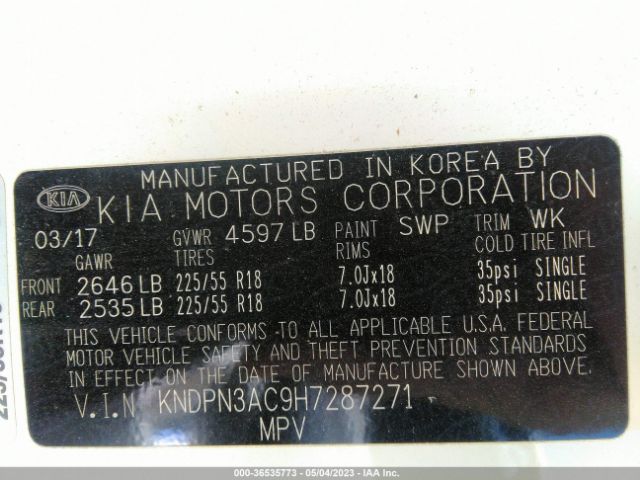 MANUFACTURED IN KOREA BY
KIA KIA MOTORS CORPORATION
03/17 GVWR 4597 LB PAINT SWP TRIM WK
GAWR TIRES RIMS COLD TIRE INFL
FRONT 2646 LB 225/55 R18 7.0Jx18 35psi SINGLE
REAR 2535 LB 225/55 R18 7.0Jx18 35psi SINGLE
THIS VEHICLE CONFORMS TO ALL APPLICABLE U.S.A. FEDERAL
MOTOR VEHICLE SAFETY AND THEFT PREVENTION STANDARDS
IN EFFECT ON THE DATE OF MANUFACTURE SHOWN ABOVE.
V.I.N KNDPN3AC9H7287271
MPV
000-36535773 - 05/04/2023 - IAA Inc.